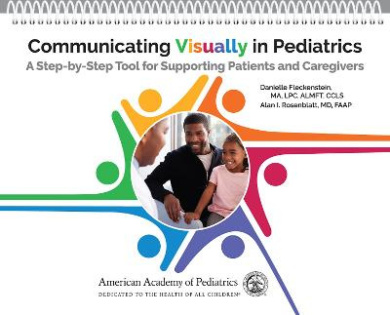 Communicating Visually in Pediatrics
A Step-by-Step Tool for Supporting Patients and Caregivers
Danielle Fleckenstein,
MA, LPC, ALMFT, CCLS
Alan I. Rosenblatt, MD, FAAP
American Academy of Pediatrics
DEDICATED TO THE HEALTH OF ALL CHILDREN®